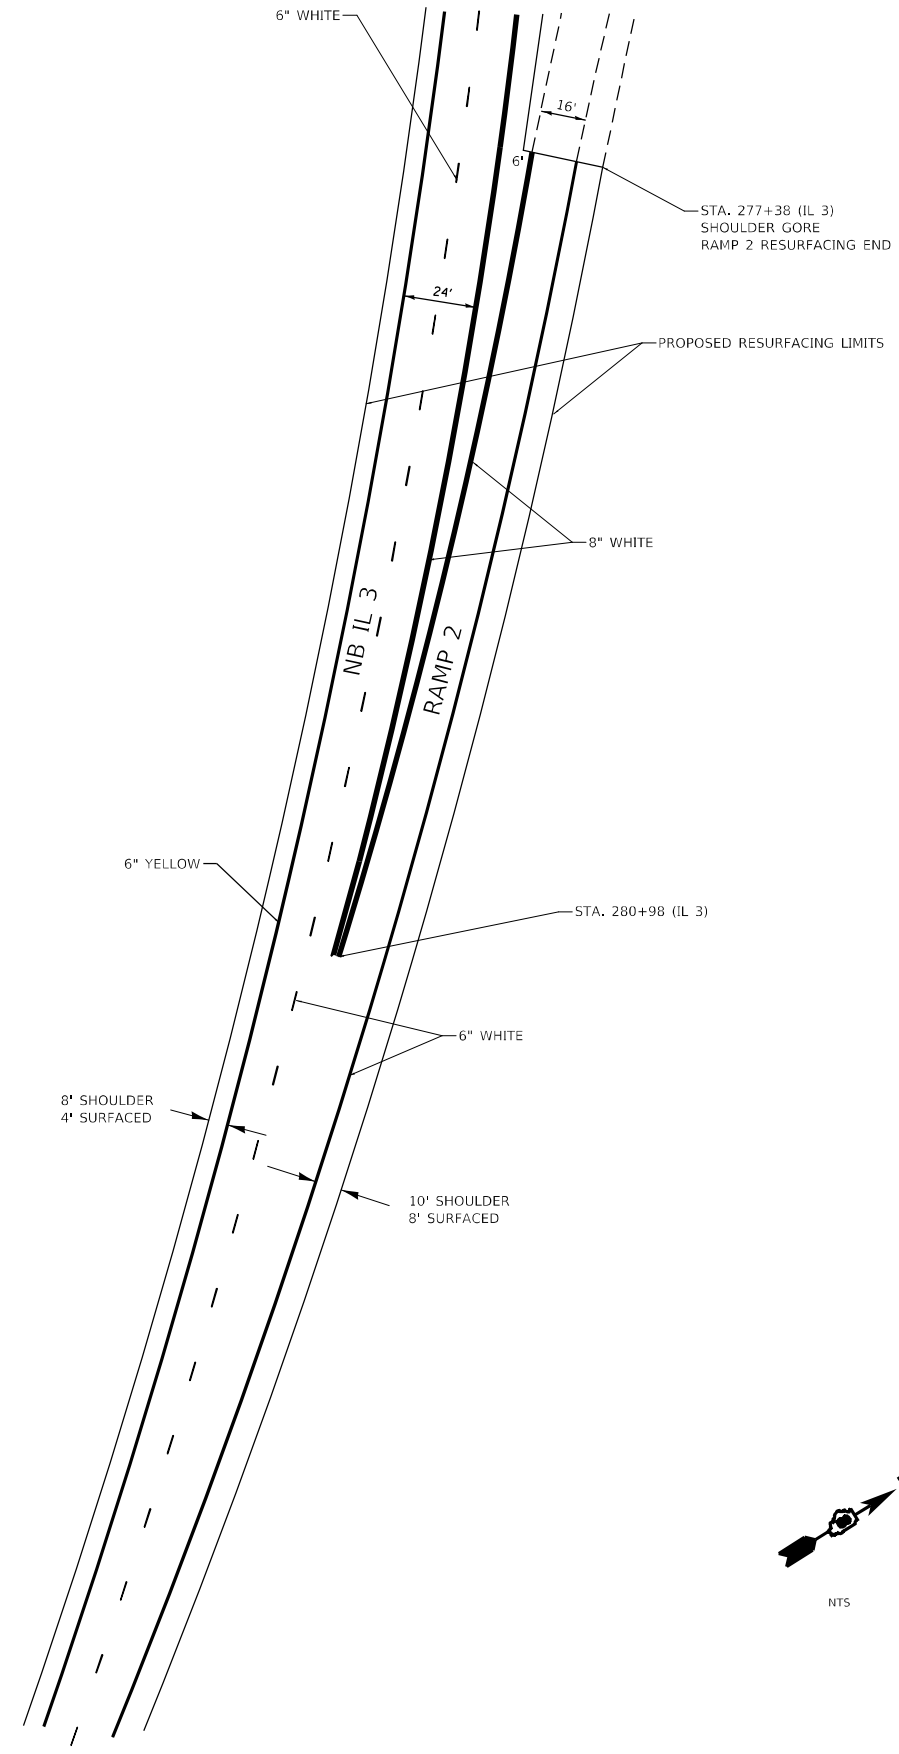 6" WHITE
16'
6'
STA. 277+38 (IL 3)
SHOULDER GORE
RAMP 2 RESURFACING END
24'
PROPOSED RESURFACING LIMITS
8" WHITE
NB IL 3
RAMP 2
6" YELLOW
STA. 280+98 (IL 3)
6" WHITE
8' SHOULDER
4' SURFACED
10' SHOULDER
8' SURFACED
NTS